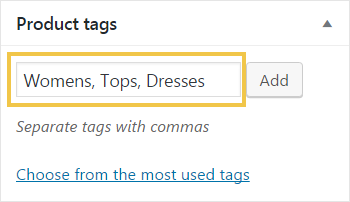 Product tags
Womens, Tops, Dresses Add
Separate tags with commas
Choose from the most used tags